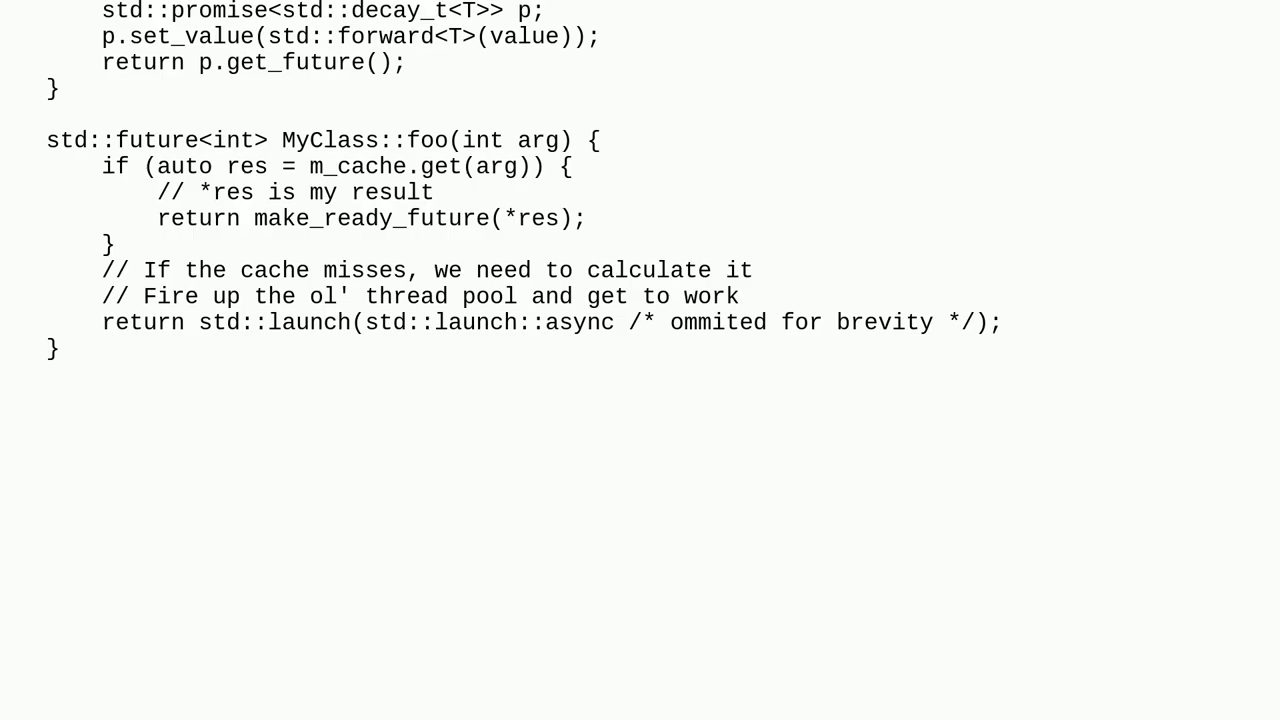 std::promise<std::decay_t<T>> p;
p.set_value(std::forward<T>(value));
return p.get_future();
}
std::future<int> MyClass::foo(int arg) {
if (auto res = m_cache.get(arg)) {
// *res is my result
return make_ready_future(*res);
}
// If the cache misses, we need to calculate it
// Fire up the ol' thread pool and get to work
return std::launch(std::launch::async /* ommited for brevity */);
}